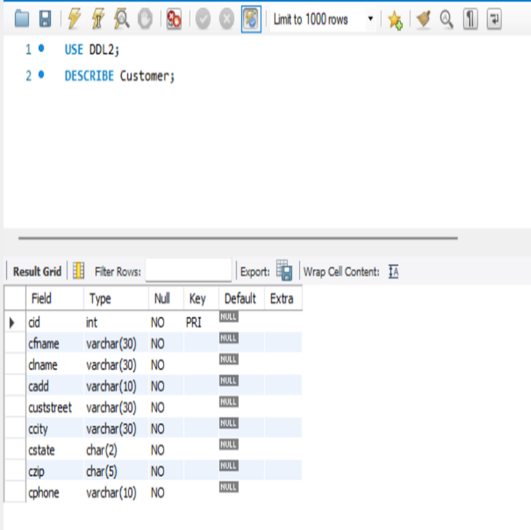 Limit to 1000 rows
1 USE DDL2;
2 DESCRIBE Customer;
Result Grid Filter Rows: Export: Wrap Cell Content: IA
Field Type Null Key Default Extra
cid int NO PRI NULL
cfname varchar(30) NO NULL
clname varchar(30) NO NULL
cadd varchar(10) NO NULL
custstreet varchar(30) NO NULL
ccity varchar(30) NO NULL
cstate char(2) NO NULL
czip char(5) NO NULL
cphone varchar(10) NO NULL